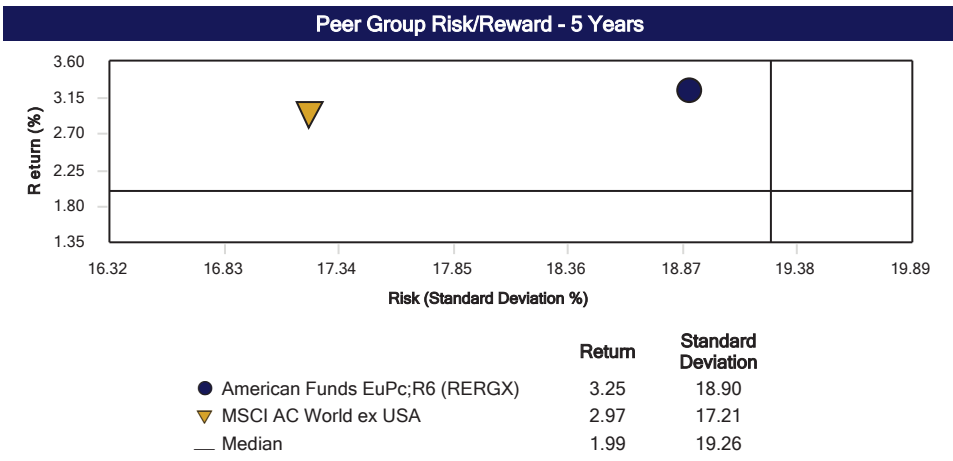 Peer Group Risk/Reward - 5 Years
3.60
3.15
2.70
2.25
1.80
1.35
R eturn (%)
16.32 16.83 17.34 17.85 18.36 18.87 19.38 19.89
Risk (Standard Deviation %)
Return Standard Deviation
American Funds EuPc;R6 (RERGX) 3.25 18.90
MSCI AC World ex USA 2.97 17.21
Median 1.99 19.26